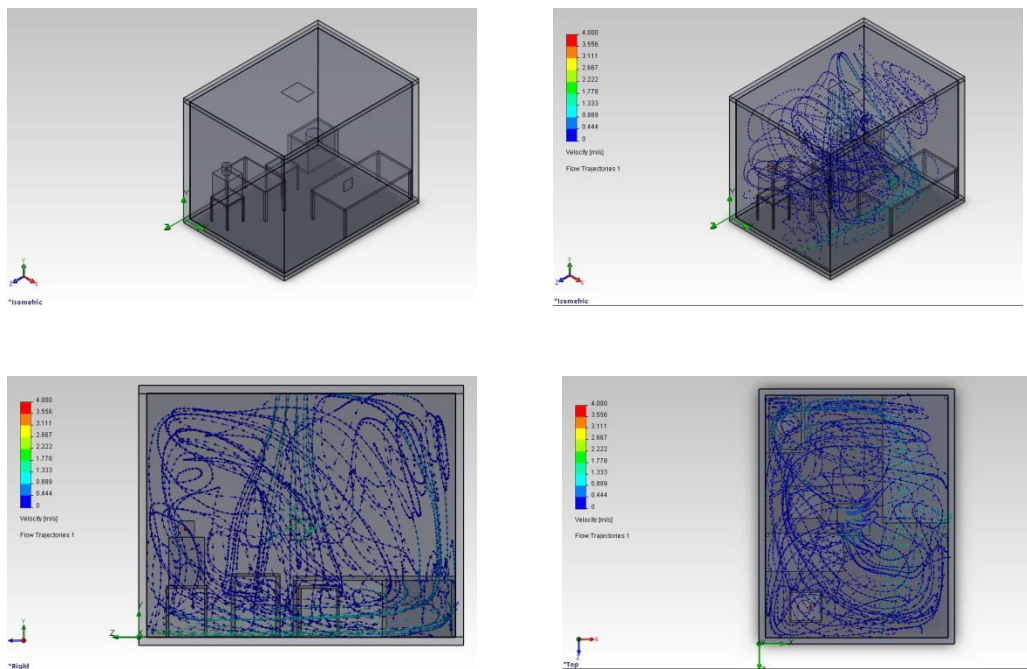 Y
Z
Y
Z
X
*Isometric
4.000
3.556
3.111
2.667
2.222
1.778
1.333
0.889
0.444
0
Velocity [m/s]
Flow Trajectories 1
Y
Z
X
*Isometric
4.000
3.556
3.111
2.667
2.222
1.778
1.333
0.889
0.444
0
Velocity [m/s]
Flow Trajectories 1
Y
Z
Y
*Right
4.000
3.556
3.111
2.667
2.222
1.778
1.333
0.889
0.444
0
Velocity [m/s]
Flow Trajectories 1
X
X
Z
*Top